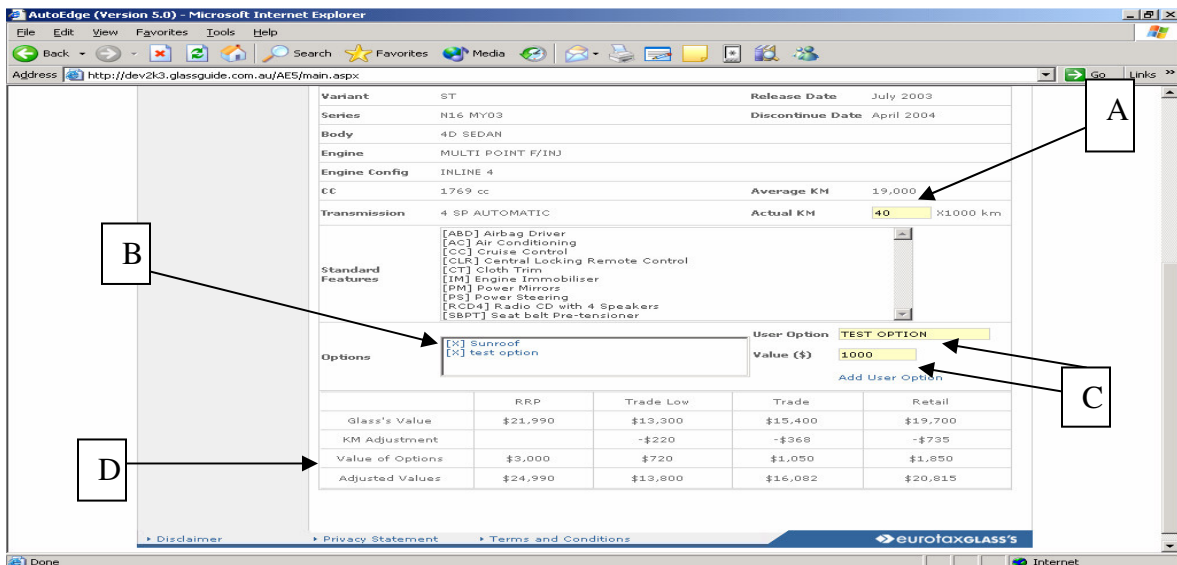 AutoEdge (Version 5.0) - Microsoft Internet Explorer
File Edit View Favorites Tools Help
Back Search Favorites Media
Address http://dev2k3.glassguide.com.au/AE5/main.aspx Go Links »
Variant ST Release Date July 2003
Series N16 MY03 Discontinue Date April 2004
A
Body 4D SEDAN
Engine MULTI POINT F/INJ
Engine Config INLINE 4
CC 1769 cc Average KM 19,000
Transmission 4 SP AUTOMATIC Actual KM 40 X1000 km
B
Standard Features
[ABD] Airbag Driver
[AC] Air Conditioning
[CC] Cruise Control
[CLR] Central Locking Remote Control
[CT] Cloth Trim
[IM] Engine Immobiliser
[PM] Power Mirrors
[PS] Power Steering
[RCD4] Radio CD with 4 Speakers
[SBPT] Seat belt Pre-tensioner
Options
[X] Sunroof
[X] test option
User Option TEST OPTION
Value ($) 1000
Add User Option
C
RRP Trade Low Trade Retail
Glass's Value $21,990 $13,300 $15,400 $19,700
KM Adjustment -$220 -$368 -$735
Value of Options $3,000 $720 $1,050 $1,850
D
Adjusted Values $24,990 $13,800 $16,082 $20,815
Disclaimer Privacy Statement Terms and Conditions eurotaxGLASS'S
Done Internet